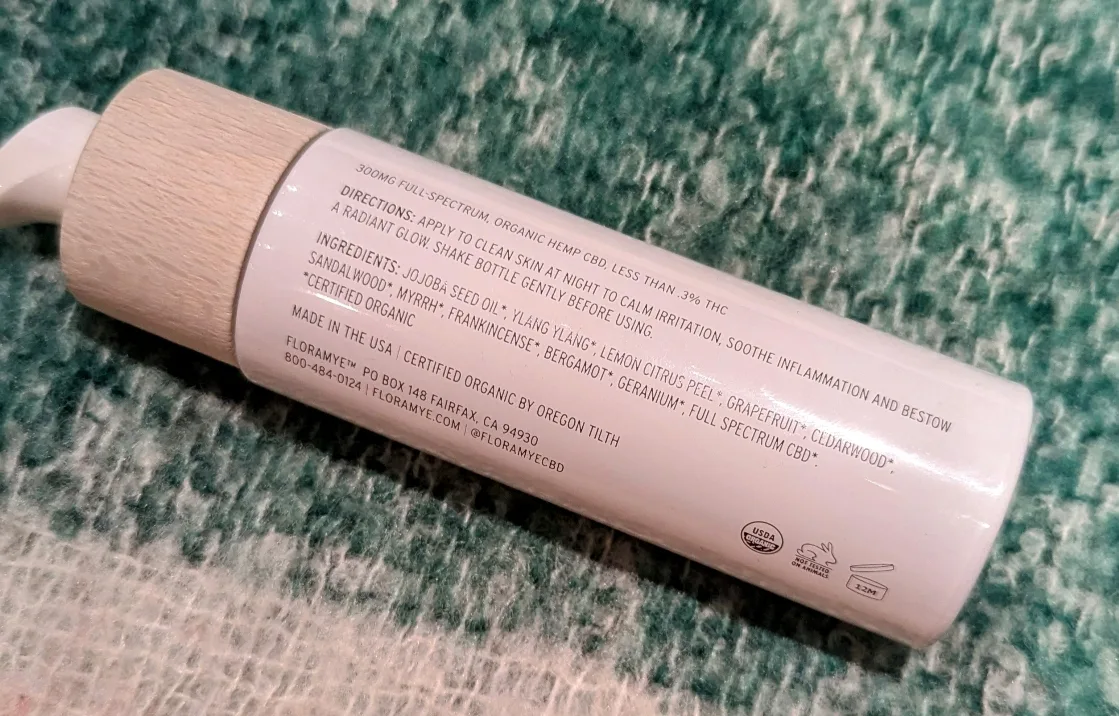 300MG FULL-SPECTRUM, ORGANIC HEMP CBD, LESS THAN .3% THC
DIRECTIONS: APPLY TO CLEAN SKIN AT NIGHT TO CALM IRRITATION, SOOTHE INFLAMMATION AND BESTOW
A RADIANT GLOW. SHAKE BOTTLE GENTLY BEFORE USING.
INGREDIENTS: JOJOBA SEED OIL*, YLANG YLANG*, LEMON CITRUS PEEL*, GRAPEFRUIT*, CEDARWOOD*,
SANDALWOOD* MYRRH*, FRANKINCENSE*, BERGAMOT*, GERANIUM*, FULL SPECTRUM CBD*.
*CERTIFIED ORGANIC
MADE IN THE USA | CERTIFIED ORGANIC BY OREGON TILTH
FLORAMYE™ PO BOX 148 FAIRFAX, CA 94930
800-484-0124 | FLORAMYE.COM | @FLORAMYECBD
USDA
ORGANIC
NOT TESTED
ON ANIMALS
12M